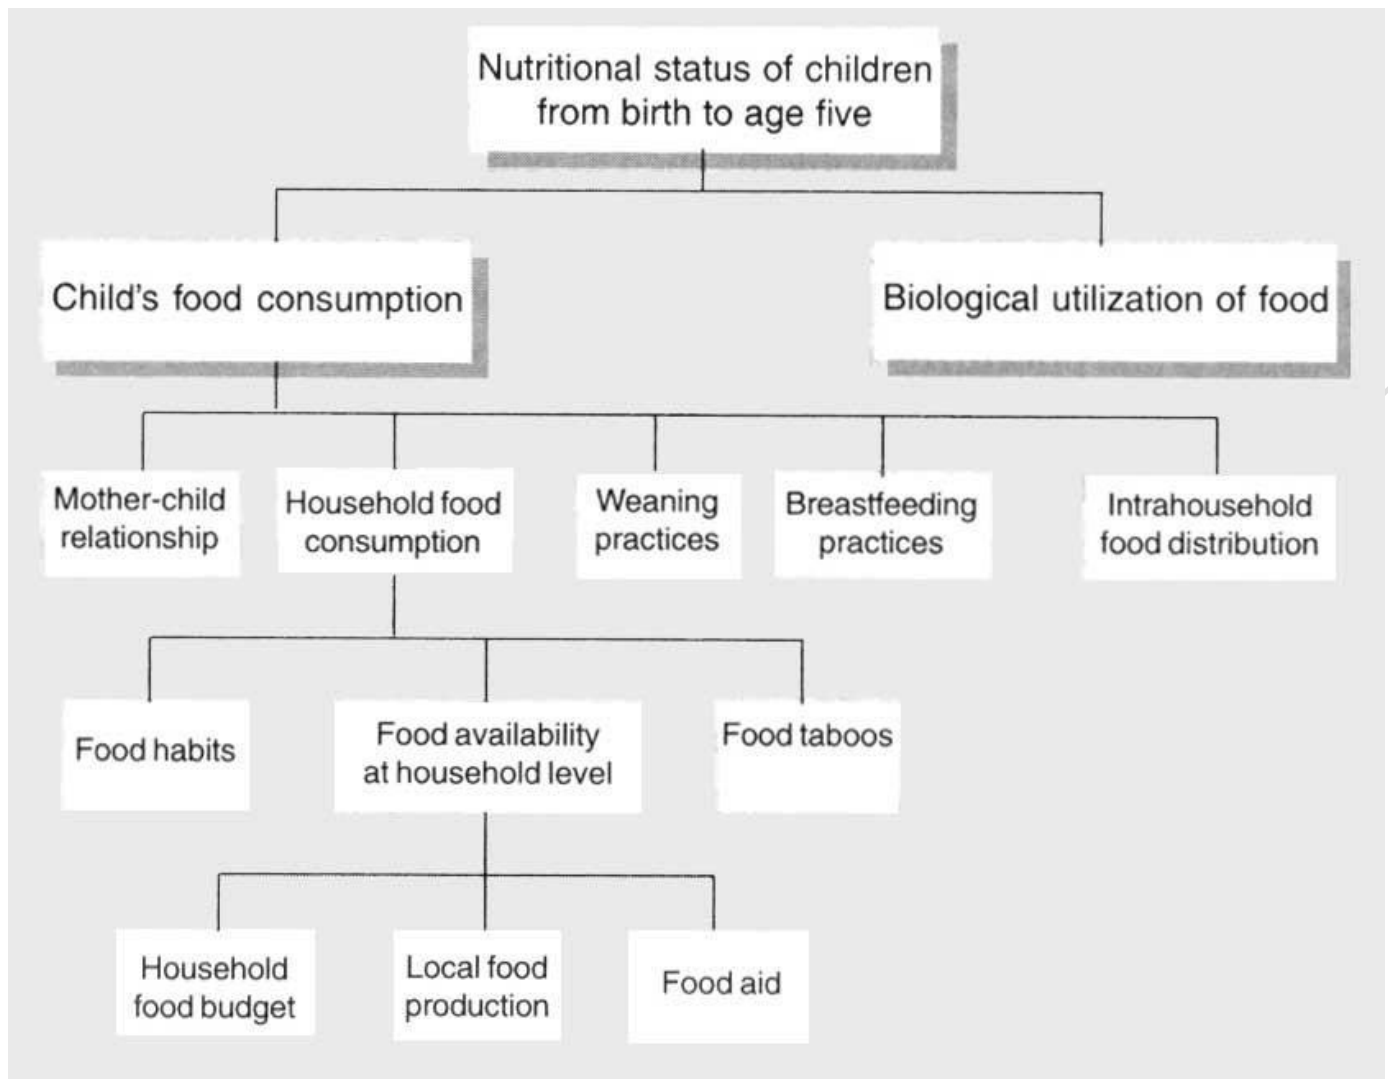 Nutritional status of children
from birth to age five
Child's food consumption
Biological utilization of food
Mother-child
relationship
Household food
consumption
Weaning
practices
Breastfeeding
practices
Intrahousehold
food distribution
Food habits
Food availability
at household level
Food taboos
Household
food budget
Local food
production
Food aid